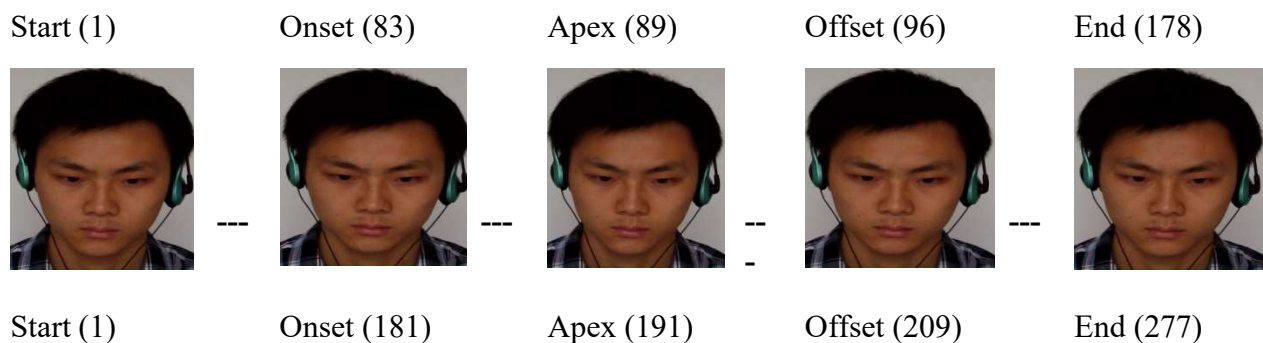 Start (1) Onset (83) Apex (89) Offset (96) End (178)
--- --- -- ---
-
Start (1) Onset (181) Apex (191) Offset (209) End (277)